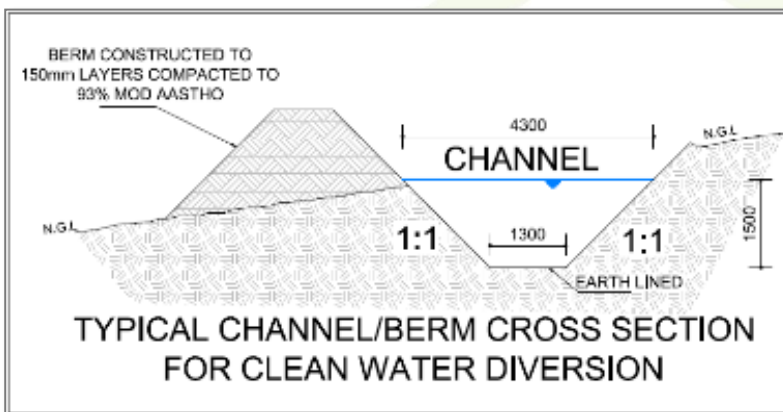 BERM CONSTRUCTED TO
150mm LAYERS COMPACTED TO
93% MOD AASTHO
4300
N.G.L
CHANNEL
N.G.L
1:1
1300
1:1
1500
EARTH LINED
TYPICAL CHANNEL/BERM CROSS SECTION
FOR CLEAN WATER DIVERSION